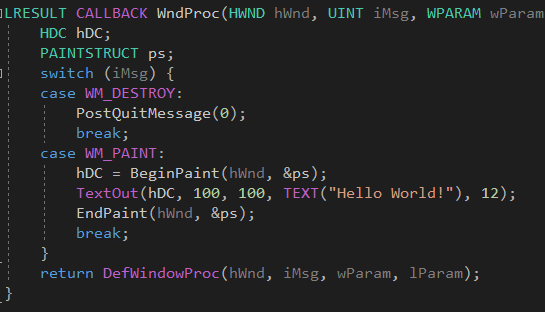 LRESULT CALLBACK WndProc(HWND hWnd, UINT iMsg, WPARAM wParam
HDC hDC;
PAINTSTRUCT ps;
switch (iMsg) {
case WM_DESTROY:
PostQuitMessage(0);
break;
case WM_PAINT:
hDC = BeginPaint(hWnd, &ps);
TextOut(hDC, 100, 100, TEXT("Hello World!"), 12);
EndPaint(hWnd, &ps);
break;
}
return DefWindowProc(hWnd, iMsg, wParam, lParam);
}